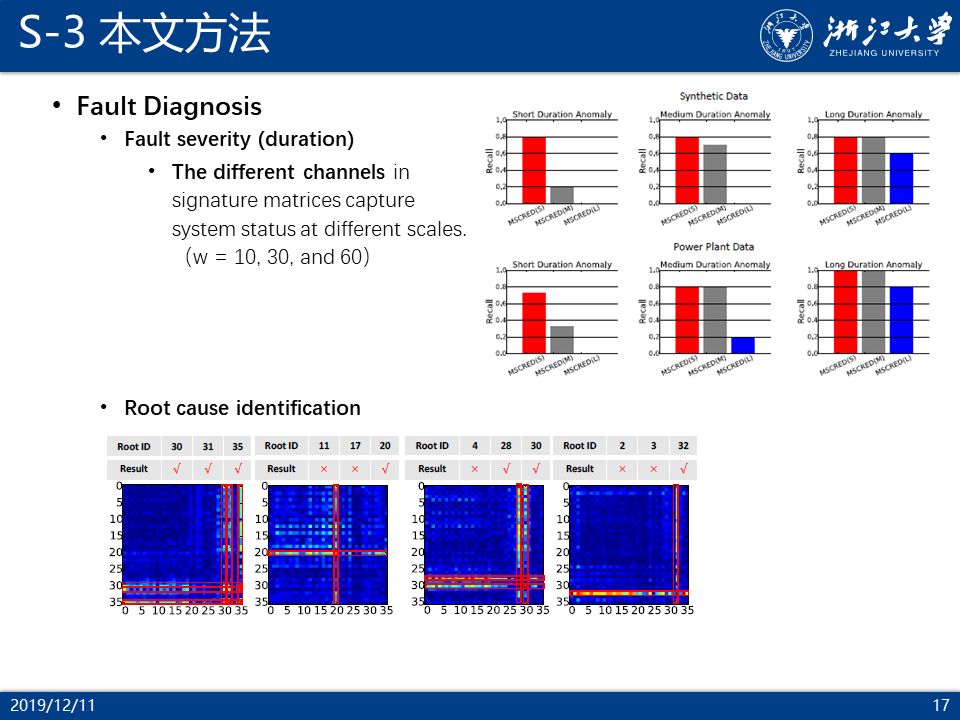 S-3 本文方法
浙江大学
ZHEJIANG UNIVERSITY
• Fault Diagnosis
• Fault severity (duration)
• The different channels in
signature matrices capture
system status at different scales.
（w = 10, 30, and 60）
Synthetic Data
Short Duration Anomaly
Recall
1.0
0.8
0.6
0.4
0.2
0.0
MSCRED(S) MSCRED(M) MSCRED(L)
Medium Duration Anomaly
Recall
1.0
0.8
0.6
0.4
0.2
0.0
MSCRED(S) MSCRED(M) MSCRED(L)
Long Duration Anomaly
Recall
1.0
0.8
0.6
0.4
0.2
0.0
MSCRED(S) MSCRED(M) MSCRED(L)
Power Plant Data
Short Duration Anomaly
Recall
1.0
0.8
0.6
0.4
0.2
0.0
MSCRED(S) MSCRED(M) MSCRED(L)
Medium Duration Anomaly
Recall
1.0
0.8
0.6
0.4
0.2
0.0
MSCRED(S) MSCRED(M) MSCRED(L)
Long Duration Anomaly
Recall
1.0
0.8
0.6
0.4
0.2
0.0
MSCRED(S) MSCRED(M) MSCRED(L)
• Root cause identification
Root ID 30 31 35
Result √ √ √
0
5
10
15
20
25
30
35
0 5 10 15 20 25 30 35
Root ID 11 17 20
Result × × √
0
5
10
15
20
25
30
35
0 5 10 15 20 25 30 35
Root ID 4 28 30
Result × √ √
0
5
10
15
20
25
30
35
0 5 10 15 20 25 30 35
Root ID 2 3 32
Result × × √
0
5
10
15
20
25
30
35
0 5 10 15 20 25 30 35
2019/12/11
17